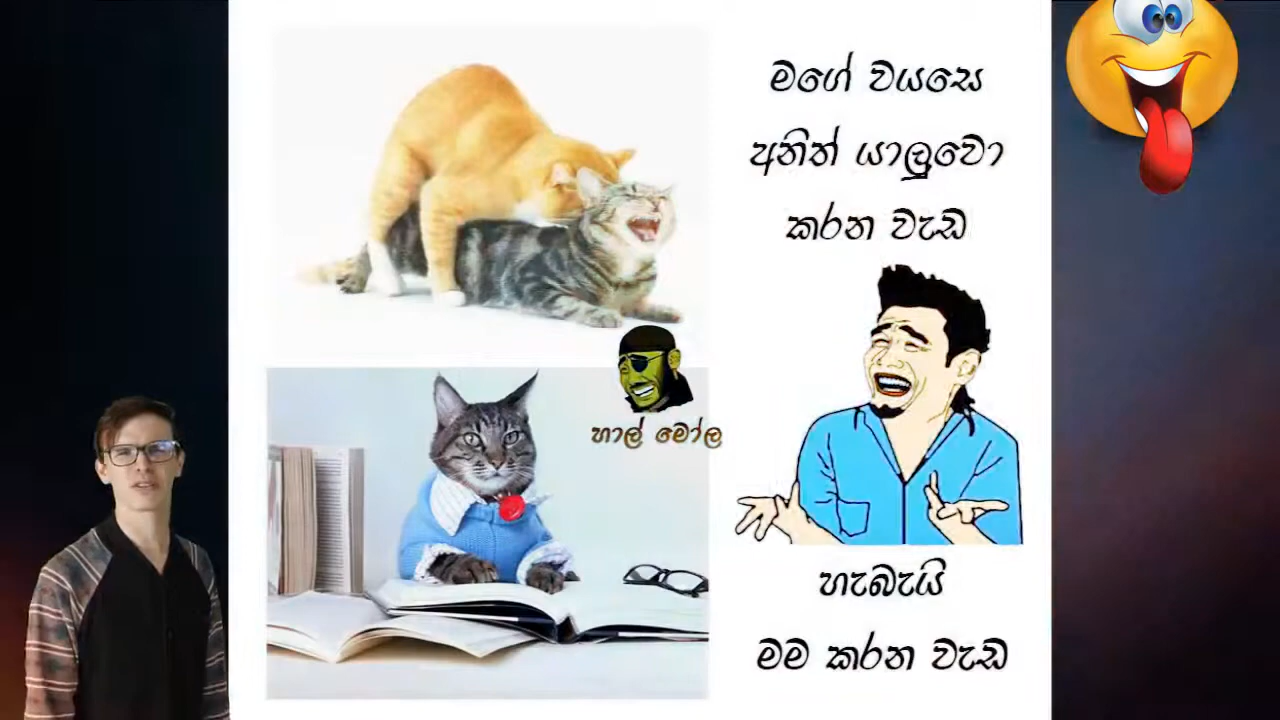 මගේ වයසෙ
අනිත් යාලුවො
කරන වැඩ
හාල් මෝල
හැබැයි
මම කරන වැඩ